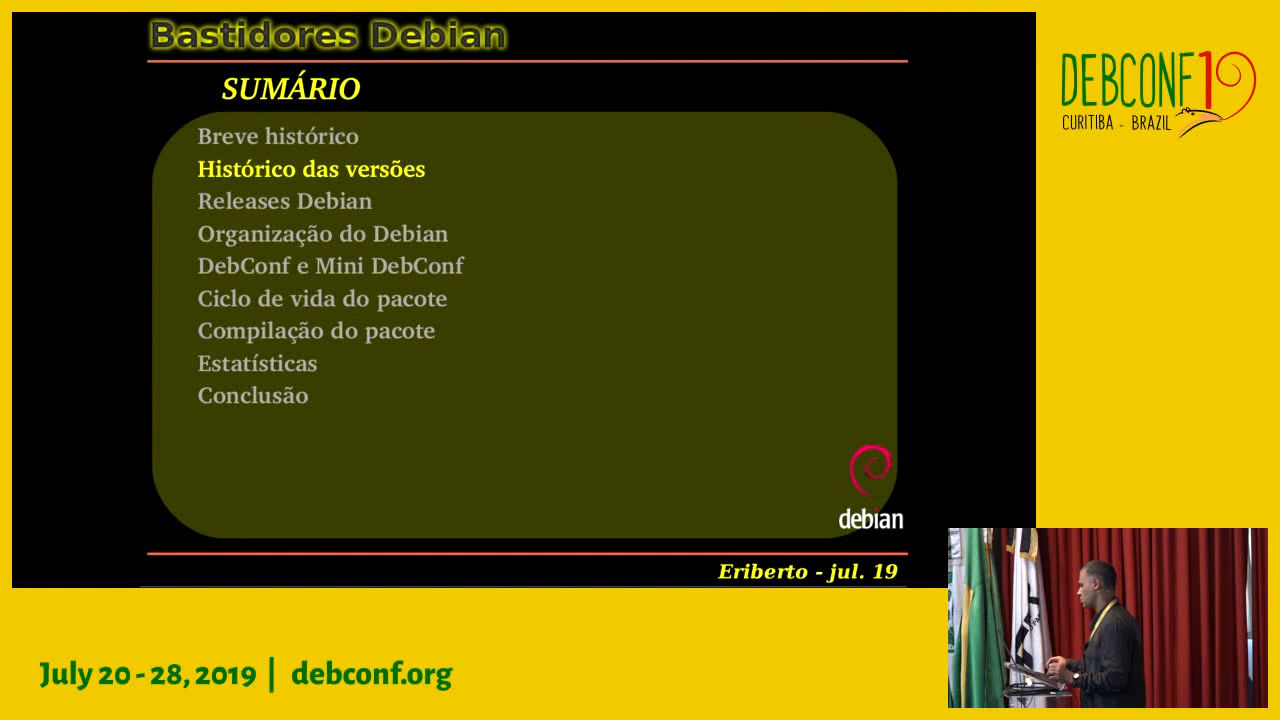 Bastidores Debian
SUMÁRIO
Breve histórico
Histórico das versões
Releases Debian
Organização do Debian
DebConf e Mini DebConf
Ciclo de vida do pacote
Compilação do pacote
Estatísticas
Conclusão
debian
Eriberto - jul. 19
DEBCONF19
CURITIBA - BRAZIL
July 20 - 28, 2019 | debconf.org